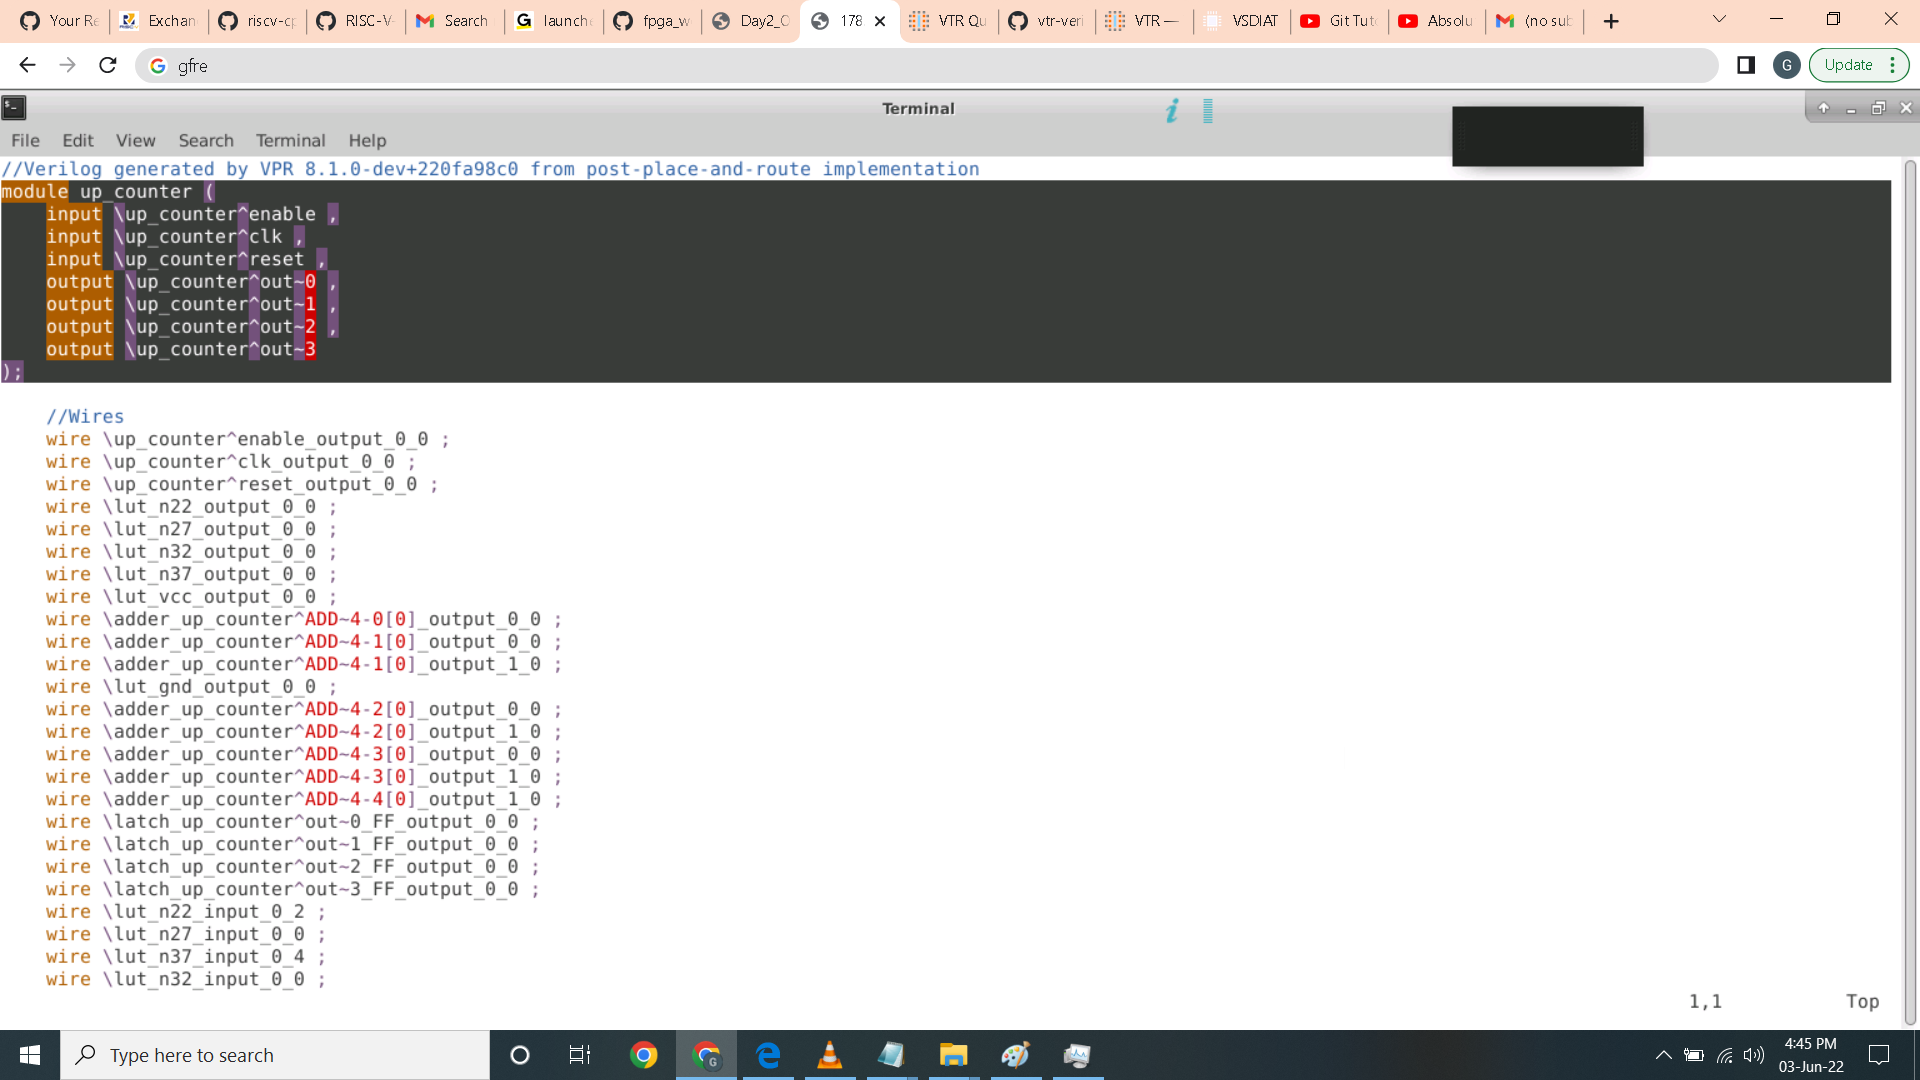 Your Re
Exchan
riscv-cp
RISC-V-
Search
launche
fpga_w
Day2_O
178
VTR Qu
vtr-veri
VTR —
VSDIAT
Git Tuto
Absolu
(no sub
gfre
G
Update
Terminal
File Edit View Search Terminal Help
//Verilog generated by VPR 8.1.0-dev+220fa98c0 from post-place-and-route implementation
module up_counter (
input \up_counter^enable ,
input \up_counter^clk ,
input \up_counter^reset ,
output \up_counter^out~0 ,
output \up_counter^out~1 ,
output \up_counter^out~2 ,
output \up_counter^out~3
);
//Wires
wire \up_counter^enable_output_0_0 ;
wire \up_counter^clk_output_0_0 ;
wire \up_counter^reset_output_0_0 ;
wire \lut_n22_output_0_0 ;
wire \lut_n27_output_0_0 ;
wire \lut_n32_output_0_0 ;
wire \lut_n37_output_0_0 ;
wire \lut_vcc_output_0_0 ;
wire \adder_up_counter^ADD~4-0[0]_output_0_0 ;
wire \adder_up_counter^ADD~4-1[0]_output_0_0 ;
wire \adder_up_counter^ADD~4-1[0]_output_1_0 ;
wire \lut_gnd_output_0_0 ;
wire \adder_up_counter^ADD~4-2[0]_output_0_0 ;
wire \adder_up_counter^ADD~4-2[0]_output_1_0 ;
wire \adder_up_counter^ADD~4-3[0]_output_0_0 ;
wire \adder_up_counter^ADD~4-3[0]_output_1_0 ;
wire \adder_up_counter^ADD~4-4[0]_output_1_0 ;
wire \latch_up_counter^out~0_FF_output_0_0 ;
wire \latch_up_counter^out~1_FF_output_0_0 ;
wire \latch_up_counter^out~2_FF_output_0_0 ;
wire \latch_up_counter^out~3_FF_output_0_0 ;
wire \lut_n22_input_0_2 ;
wire \lut_n27_input_0_0 ;
wire \lut_n37_input_0_4 ;
wire \lut_n32_input_0_0 ;
1,1 Top
Type here to search
4:45 PM
03-Jun-22